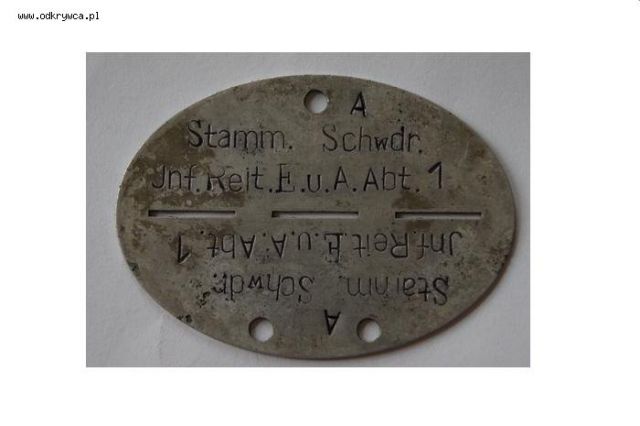 www.odkrywca.pl
A
Stamm. Schwdr.
Jnf.Reit.E.u.A.Abt.1
Jnf.Reit.E.u.A.Abt.1
Stamm. Schwdr.
A